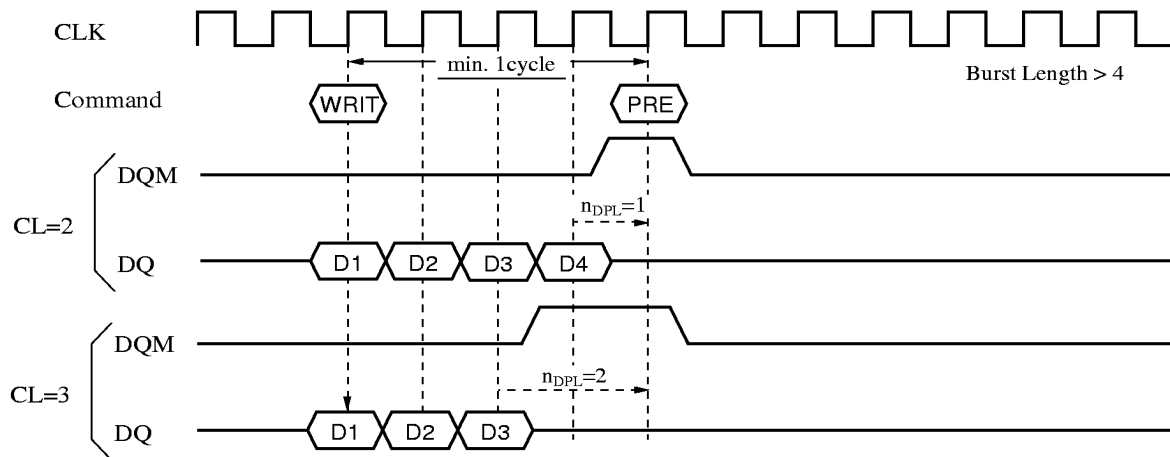 CLK
min. 1cycle
Burst Length > 4
Command
WRIT
PRE
DQM
nDPL=1
CL=2
DQ
D1 D2 D3 D4
DQM
nDPL=2
CL=3
DQ
D1 D2 D3